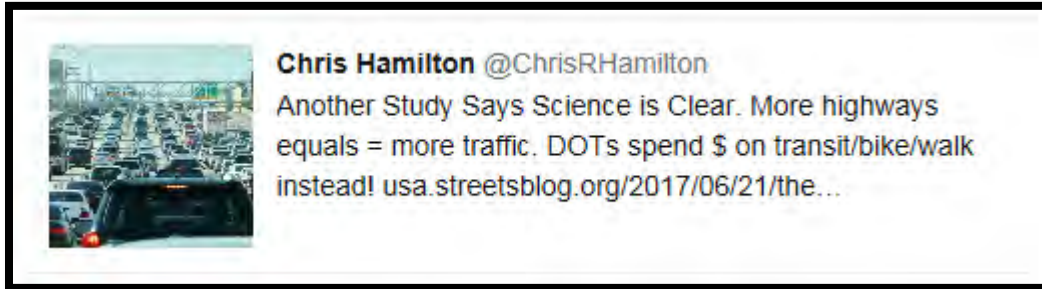 Chris Hamilton @ChrisRHamilton
Another Study Says Science is Clear. More highways
equals = more traffic. DOTs spend $ on transit/bike/walk
instead! usa.streetsblog.org/2017/06/21/the…